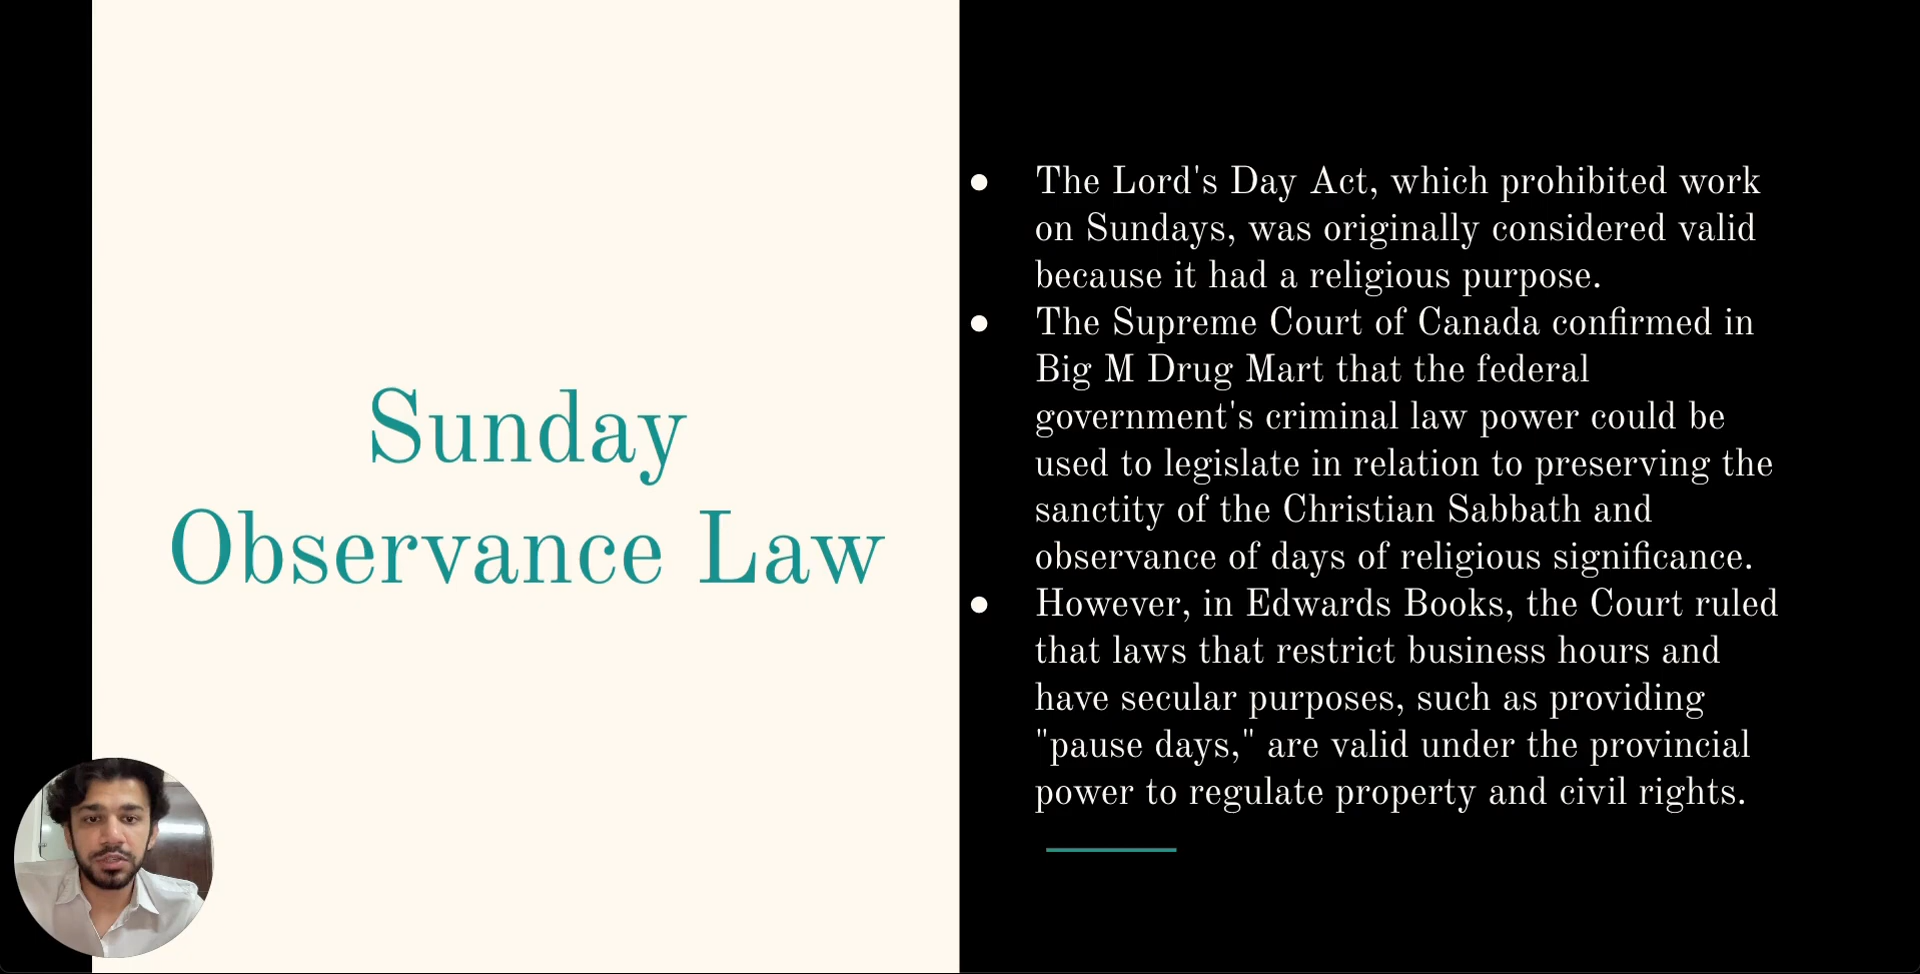 Sunday
Observance Law
● The Lord's Day Act, which prohibited work
on Sundays, was originally considered valid
because it had a religious purpose.
● The Supreme Court of Canada confirmed in
Big M Drug Mart that the federal
government's criminal law power could be
used to legislate in relation to preserving the
sanctity of the Christian Sabbath and
observance of days of religious significance.
● However, in Edwards Books, the Court ruled
that laws that restrict business hours and
have secular purposes, such as providing
"pause days," are valid under the provincial
power to regulate property and civil rights.